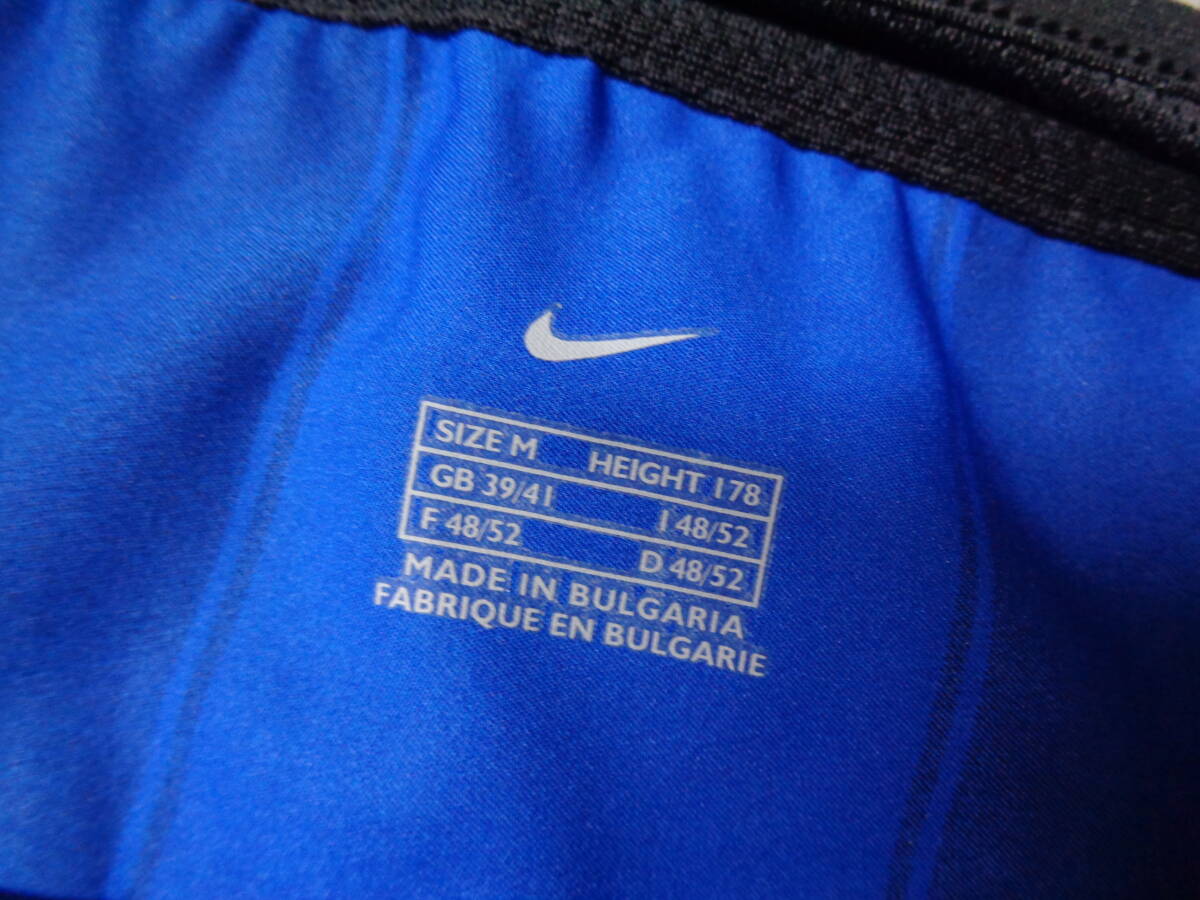 SIZE M HEIGHT 178
GB 39/41 I 48/52
F 48/52 D 48/52
MADE IN BULGARIA
FABRIQUE EN BULGARIE